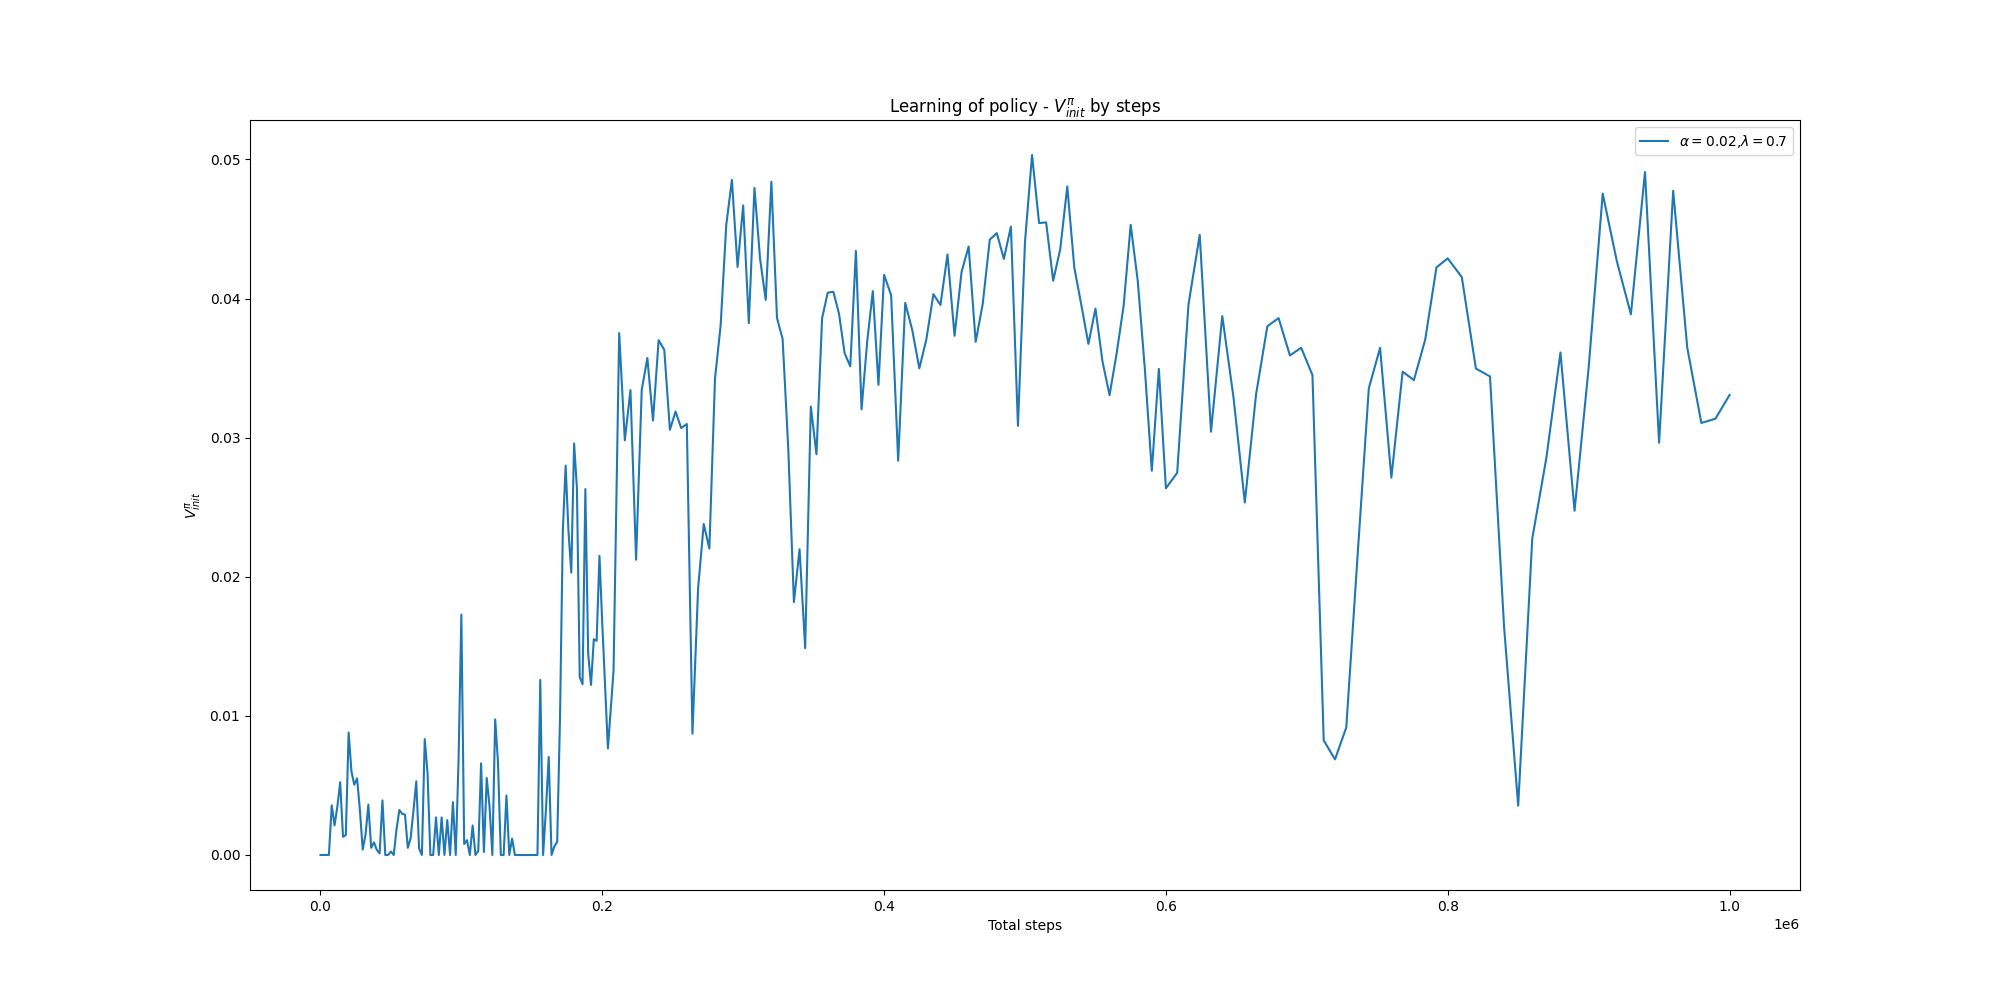 Learning of policy - $V_{init}^{\pi}$ by steps
α = 0.02,λ = 0.7
0.05
0.04
0.03
0.02
0.01
0.00
$V_{init}^{\pi}$
0.0 0.2 0.4 0.6 0.8 1.0
Total steps
1e6